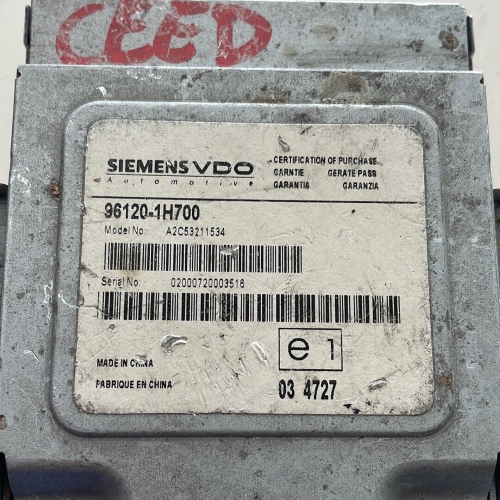 CEED
SIEMENS VDO
Automotive
CERTIFICATION OF PURCHASE
GARNTIE GERATE PASS
GARANTIS GARANZIA
96120-1H700
Model No: A2C53211534
Serial No: 02000720003516
MADE IN CHINA
FABRIQUE EN CHINA
e 1
03 4727